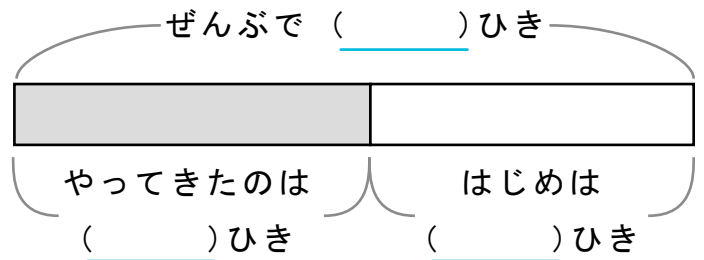 ぜんぶで ( )ひき
やってきたのは はじめは
( )ひき ( )ひき